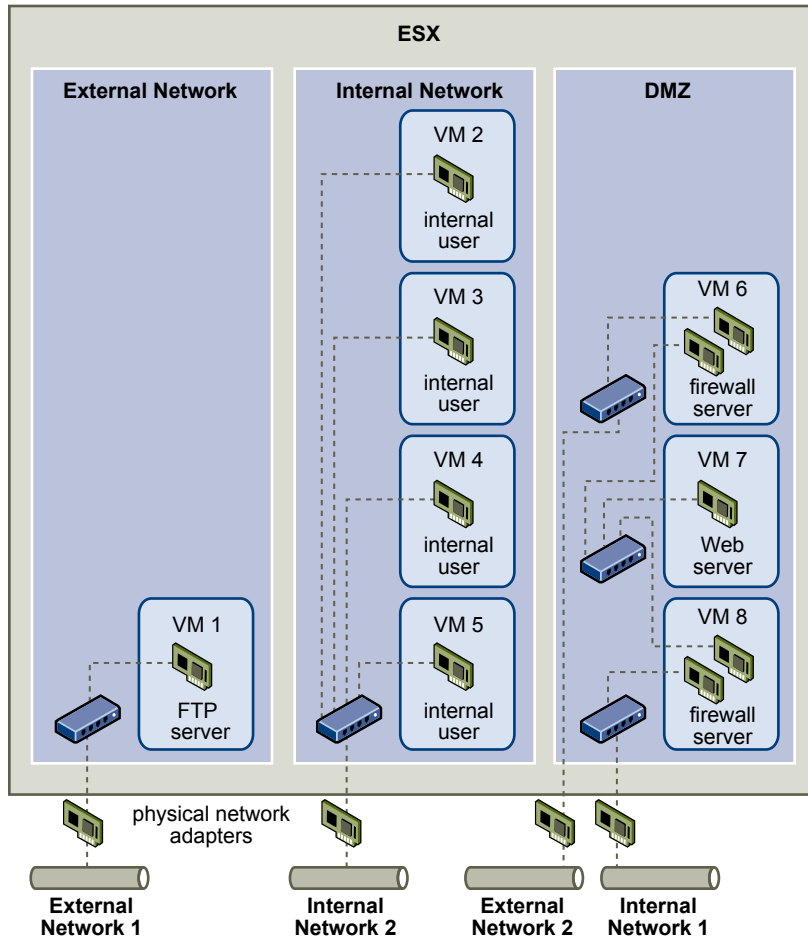 ESX
External Network
Internal Network
DMZ
VM 2
internal
user
VM 3
internal
user
VM 4
internal
user
VM 5
internal
user
VM 1
FTP
server
VM 6
firewall
server
VM 7
Web
server
VM 8
firewall
server
physical network
adapters
External
Network 1
Internal
Network 2
External
Network 2
Internal
Network 1